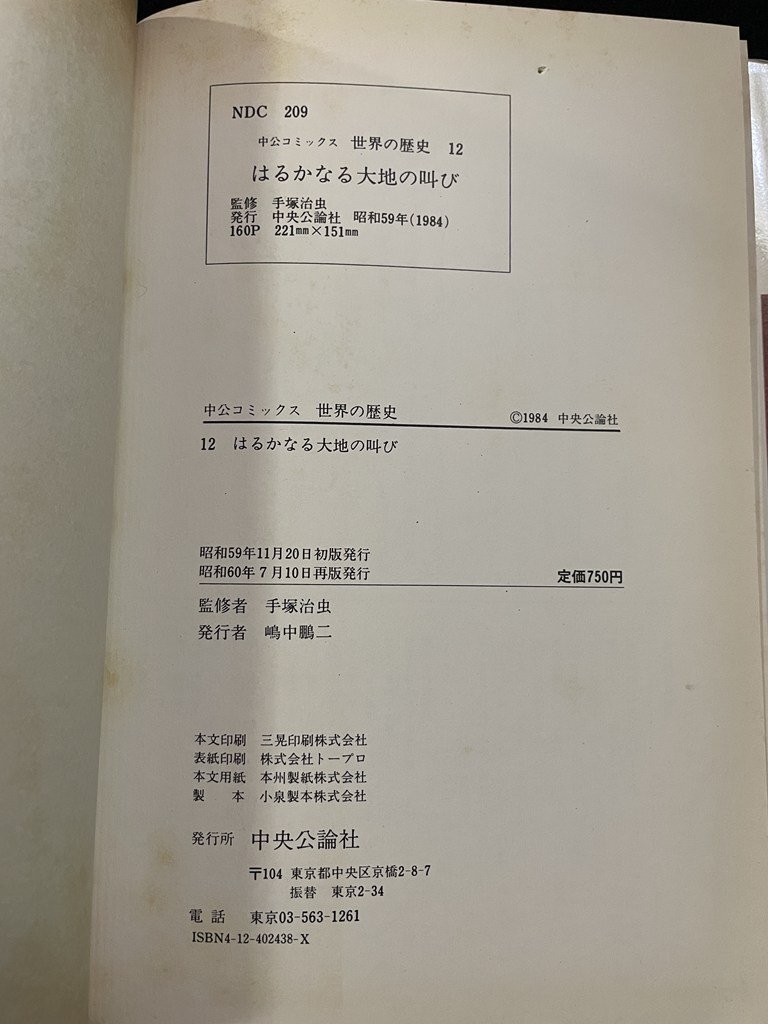 NDC 209
中公コミックス 世界の歴史 12
はるかなる大地の叫び
監修 手塚治虫
発行 中央公論社 昭和59年(1984)
160P 221mm×151mm
中公コミックス 世界の歴史 ©1984 中央公論社
12 はるかなる大地の叫び
昭和59年11月20日初版発行
昭和60年7月10日再版発行 定価750円
監修者 手塚治虫
発行者 嶋中鵬二
本文印刷 三晃印刷株式会社
表紙印刷 株式会社トープロ
本文用紙 本州製紙株式会社
製本 小泉製本株式会社
発行所 中央公論社
〒104 東京都中央区京橋2-8-7
振替 東京2-34
電話 東京03-563-1261
ISBN4-12-402438-X